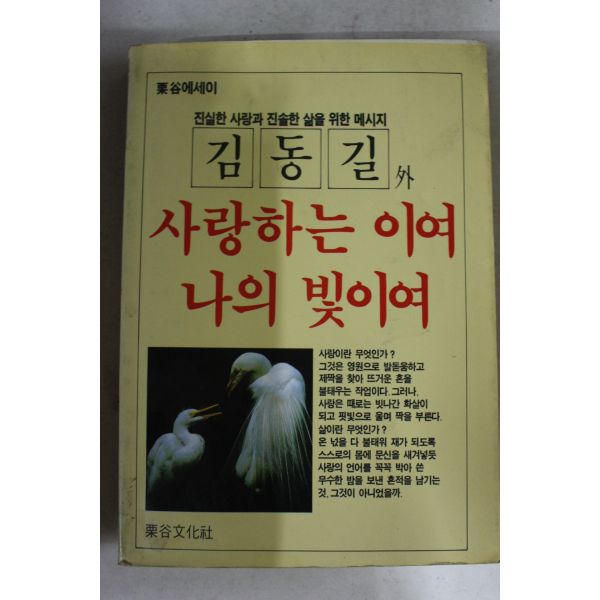 栗谷에세이
진실한 사랑과 진솔한 삶을 위한 메시지
김동길 外
사랑하는 이여
나의 빛이여
사랑이란 무엇인가?
그것은 영원으로 발돋움하고
제짝을 찾아 뜨거운 혼을
불태우는 작업이다. 그러나,
사랑은 때로는 빗나간 화살이
되고 핏빛으로 울며 짝을 부른다.
삶이란 무엇인가?
온 넋을 다 불태워 재가 되도록
스스로의 몸에 문신을 새겨넣듯
사랑의 언어를 꼭꼭 박아 쓴
무수한 밤을 보낸 흔적을 남기는
것, 그것이 아니었을까.
栗谷文化社